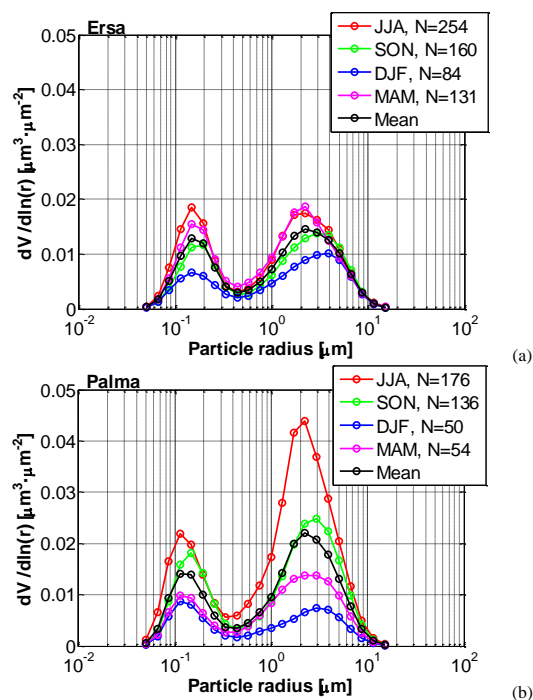 Ersa
JJA, N=254
SON, N=160
DJF, N=84
MAM, N=131
Mean
0.05
0.04
0.03
0.02
0.01
0
dV/dln(r) [μm³·μm⁻²]
10⁻² 10⁻¹ 10⁰ 10¹ 10²
Particle radius [μm]
(a)
Palma
JJA, N=176
SON, N=136
DJF, N=50
MAM, N=54
Mean
0.05
0.04
0.03
0.02
0.01
0
dV/dln(r) [μm³·μm⁻²]
10⁻² 10⁻¹ 10⁰ 10¹ 10²
Particle radius [μm]
(b)